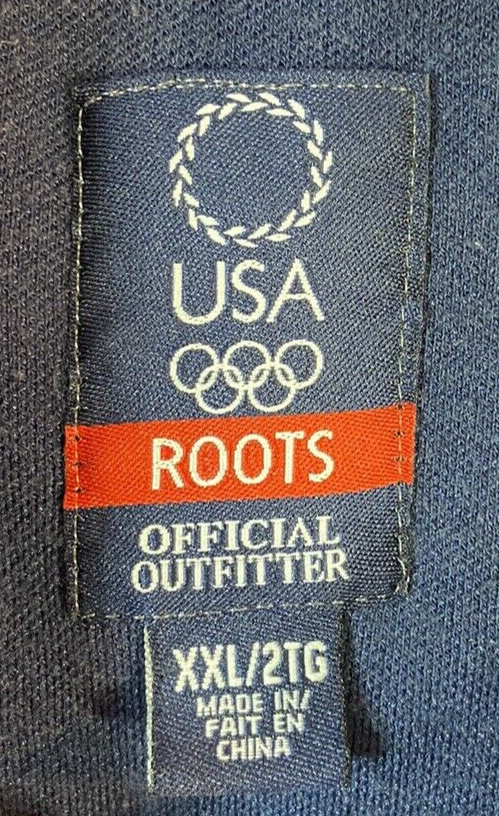 USA
ROOTS
OFFICIAL
OUTFITTER
XXL/2TG
MADE IN/
FAIT EN
CHINA